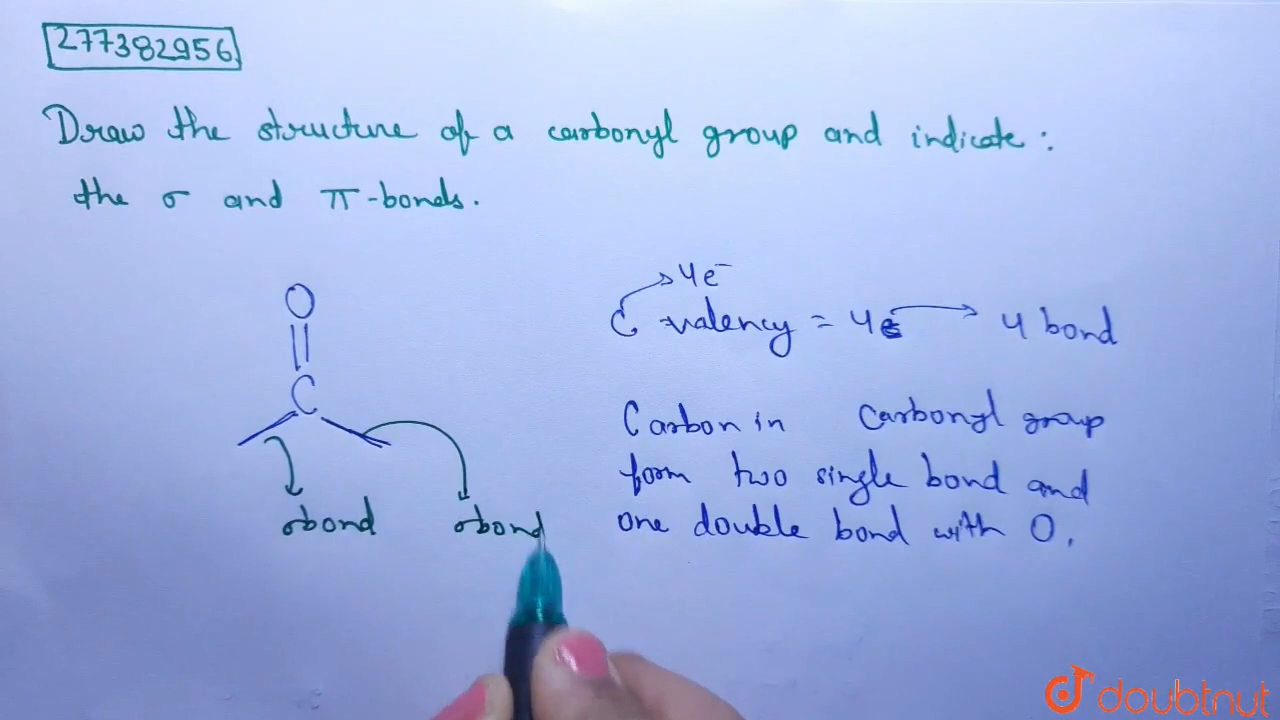 277382956
Draw the structure of a carbonyl group and indicate:
the σ and π-bonds.
O
C
σbond σbond
4e⁻
C valency = 4e → 4 bond
Carbon in Carbonyl group
form two single bond and
one double bond with O.
doubtnut